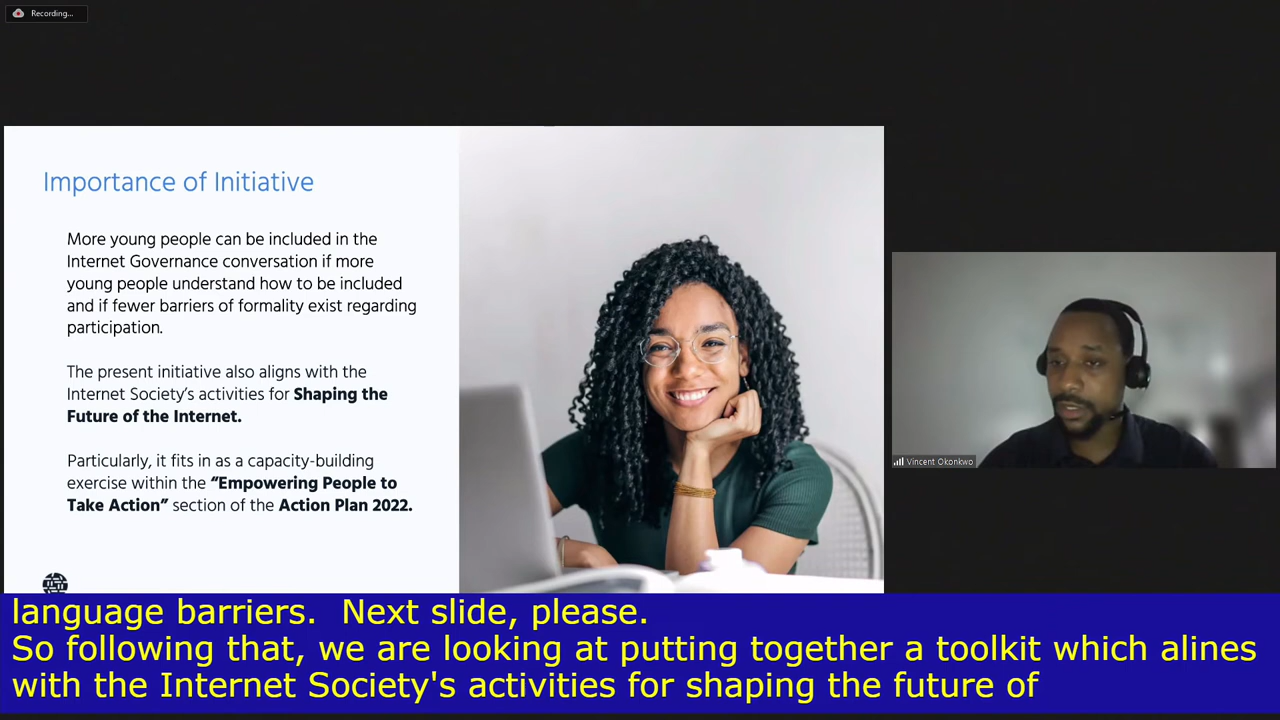 Recording...
Importance of Initiative
More young people can be included in the
Internet Governance conversation if more
young people understand how to be included
and if fewer barriers of formality exist regarding
participation.
The present initiative also aligns with the
Internet Society’s activities for Shaping the
Future of the Internet.
Particularly, it fits in as a capacity-building
exercise within the “Empowering People to
Take Action” section of the Action Plan 2022.
Vincent Okonkwo
language barriers.  Next slide, please.
So following that, we are looking at putting together a toolkit which alines
with the Internet Society's activities for shaping the future of